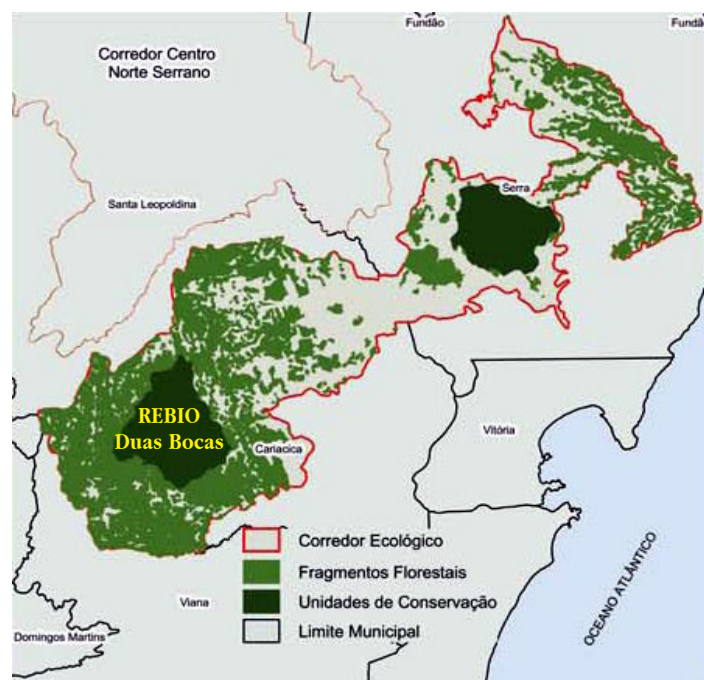 Fundão
Fundã
Corredor Centro
Norte Serrano
Serra
Santa Leopoldina
REBIO
Duas Bocas
Vitória
Cariacica
Corredor Ecológico
Fragmentos Florestais
Unidades de Conservação
Viana
Limite Municipal
Domingos Martins
OCEANO ATLÂNTICO